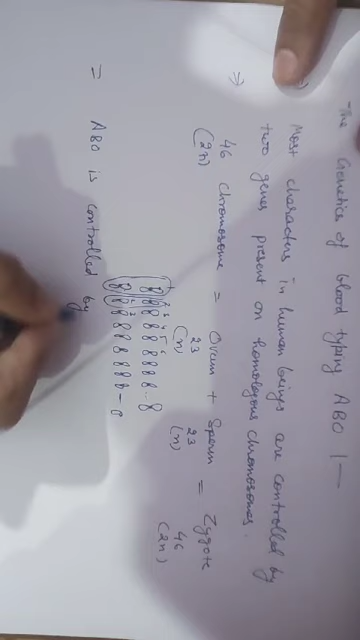 The Genetics of blood typing ABO :-
Most characters in human beings are controlled by
two genes present on homologous chromosomes.
⇒ 46 chromosome = Ovum + Sperm = Zygote
(2n) 23 (n) 23 (n) 46 (2n)
= ABO is controlled by